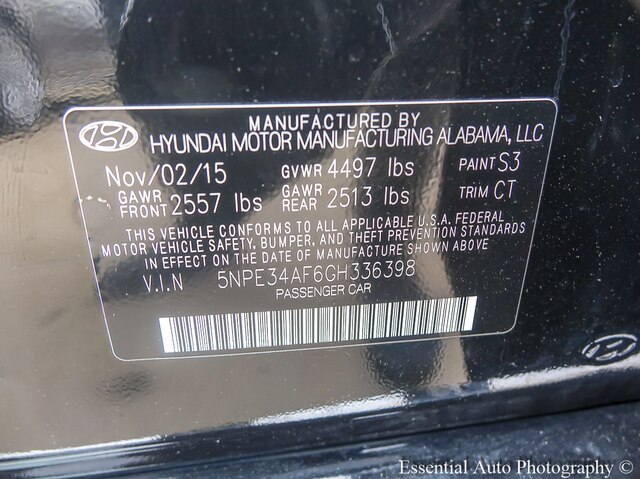 MANUFACTURED BY
HYUNDAI MOTOR MANUFACTURING ALABAMA, LLC
Nov/02/15 GVWR 4497 lbs PAINT S3
GAWR FRONT 2557 lbs GAWR REAR 2513 lbs TRIM CT
THIS VEHICLE CONFORMS TO ALL APPLICABLE U.S.A. FEDERAL
MOTOR VEHICLE SAFETY, BUMPER, AND THEFT PREVENTION STANDARDS
IN EFFECT ON THE DATE OF MANUFACTURE SHOWN ABOVE
V.I.N 5NPE34AF6GH336398
PASSENGER CAR
Essential Auto Photography (c)